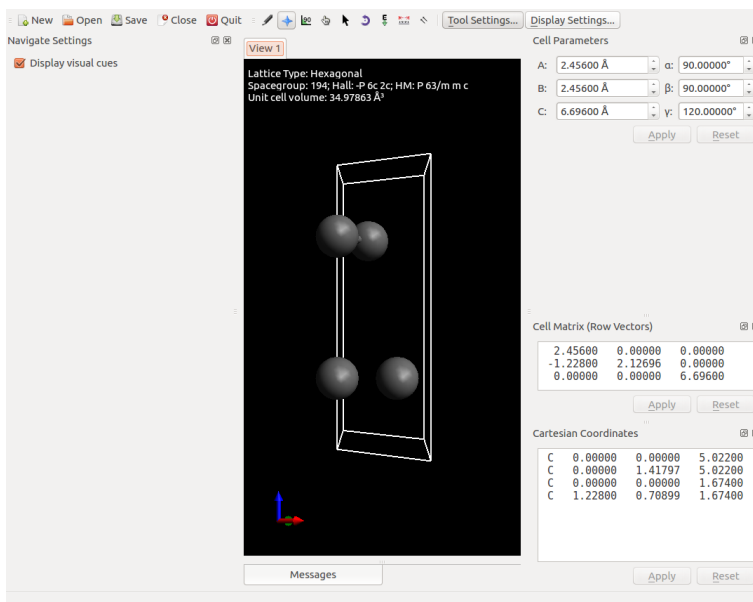 New Open Save Close Quit Tool Settings... Display Settings...
Navigate Settings
Display visual cues
View 1
Lattice Type: Hexagonal
Spacegroup: 194; Hall: -P 6c 2c; HM: P 63/m m c
Unit cell volume: 34.97863 Å³
Messages
Cell Parameters
A: 2.45600 Å α: 90.00000°
B: 2.45600 Å β: 90.00000°
C: 6.69600 Å γ: 120.00000°
Apply Reset
Cell Matrix (Row Vectors)
2.45600 0.00000 0.00000
-1.22800 2.12696 0.00000
0.00000 0.00000 6.69600
Apply Reset
Cartesian Coordinates
C 0.00000 0.00000 5.02200
C 0.00000 1.41797 5.02200
C 0.00000 0.00000 1.67400
C 1.22800 0.70899 1.67400
Apply Reset